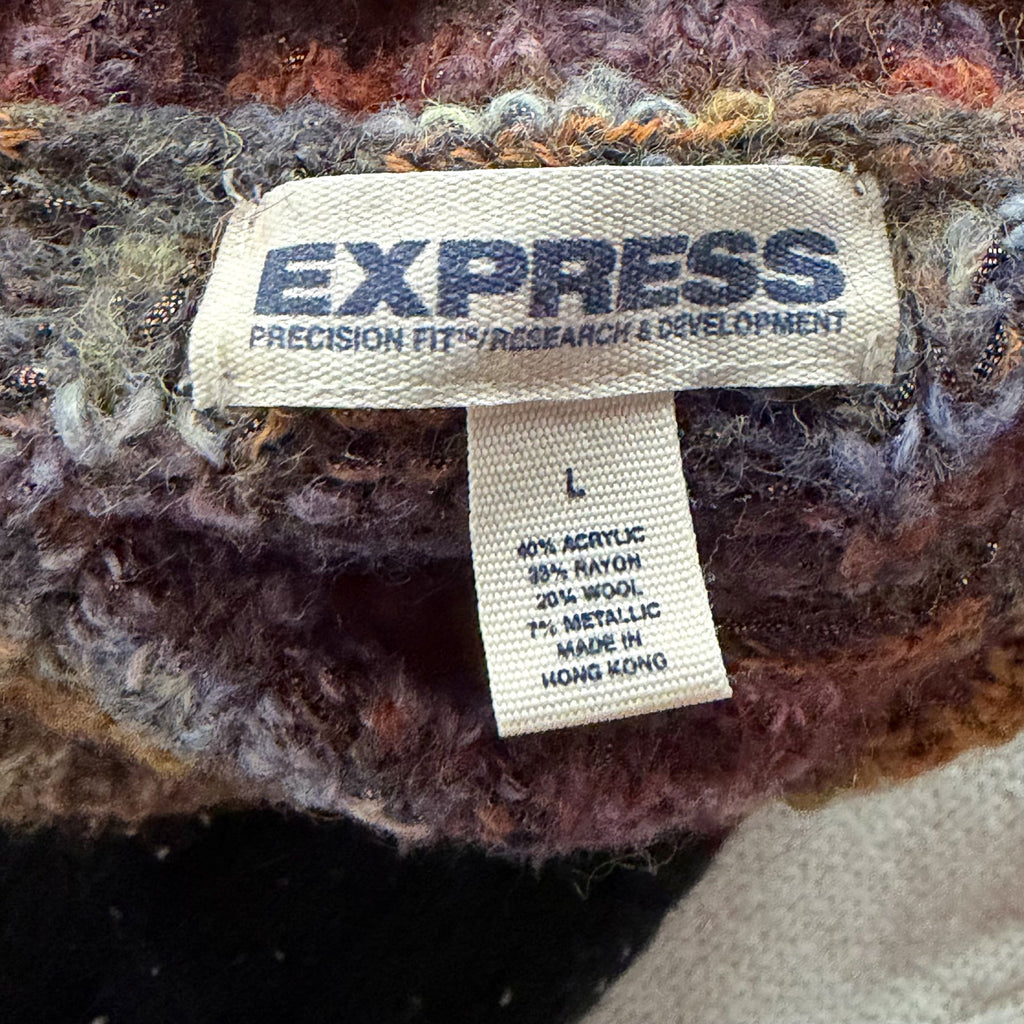 EXPRESS
PRECISION FIT™/RESEARCH & DEVELOPMENT
L
40% ACRYLIC
33% RAYON
20% WOOL
7% METALLIC
MADE IN
HONG KONG